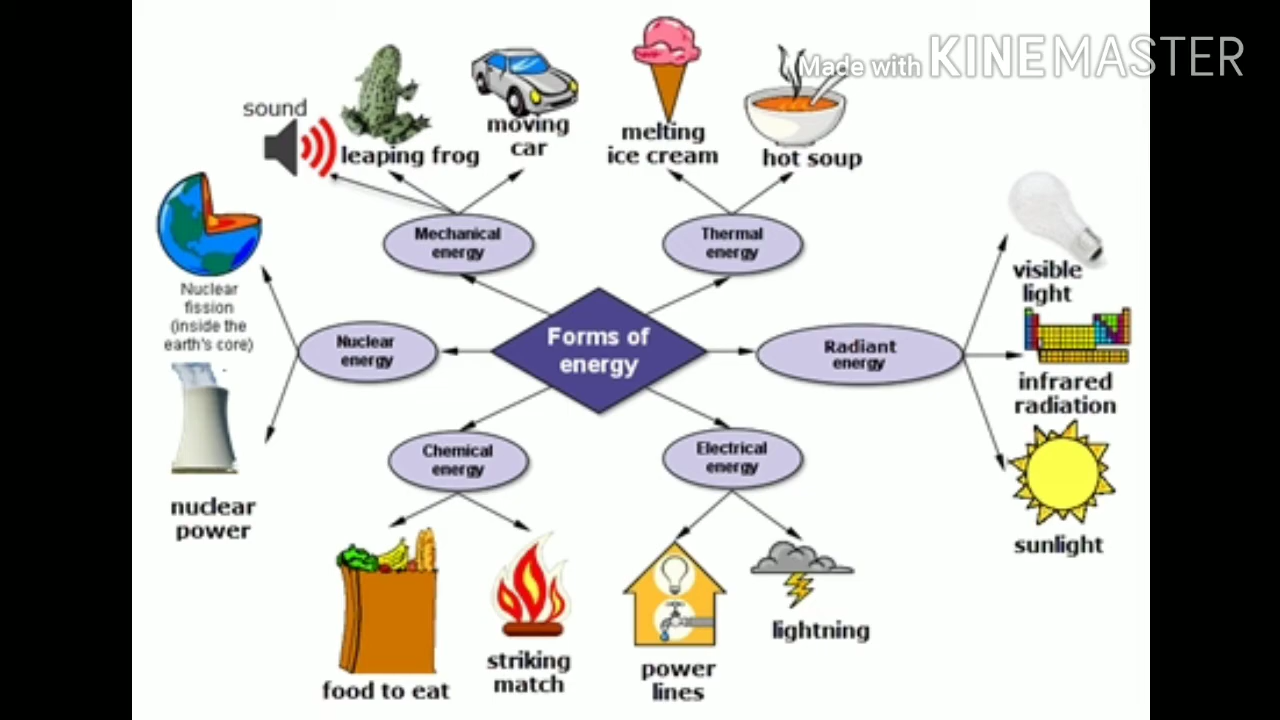 Made with KINEMASTER
sound
leaping frog
moving
car
melting
ice cream
hot soup
Mechanical
energy
Thermal
energy
visible
light
Nuclear
fission
(inside the
earth's core)
Nuclear
energy
Forms of
energy
Radiant
energy
infrared
radiation
nuclear
power
Chemical
energy
Electrical
energy
sunlight
food to eat
striking
match
power
lines
lightning